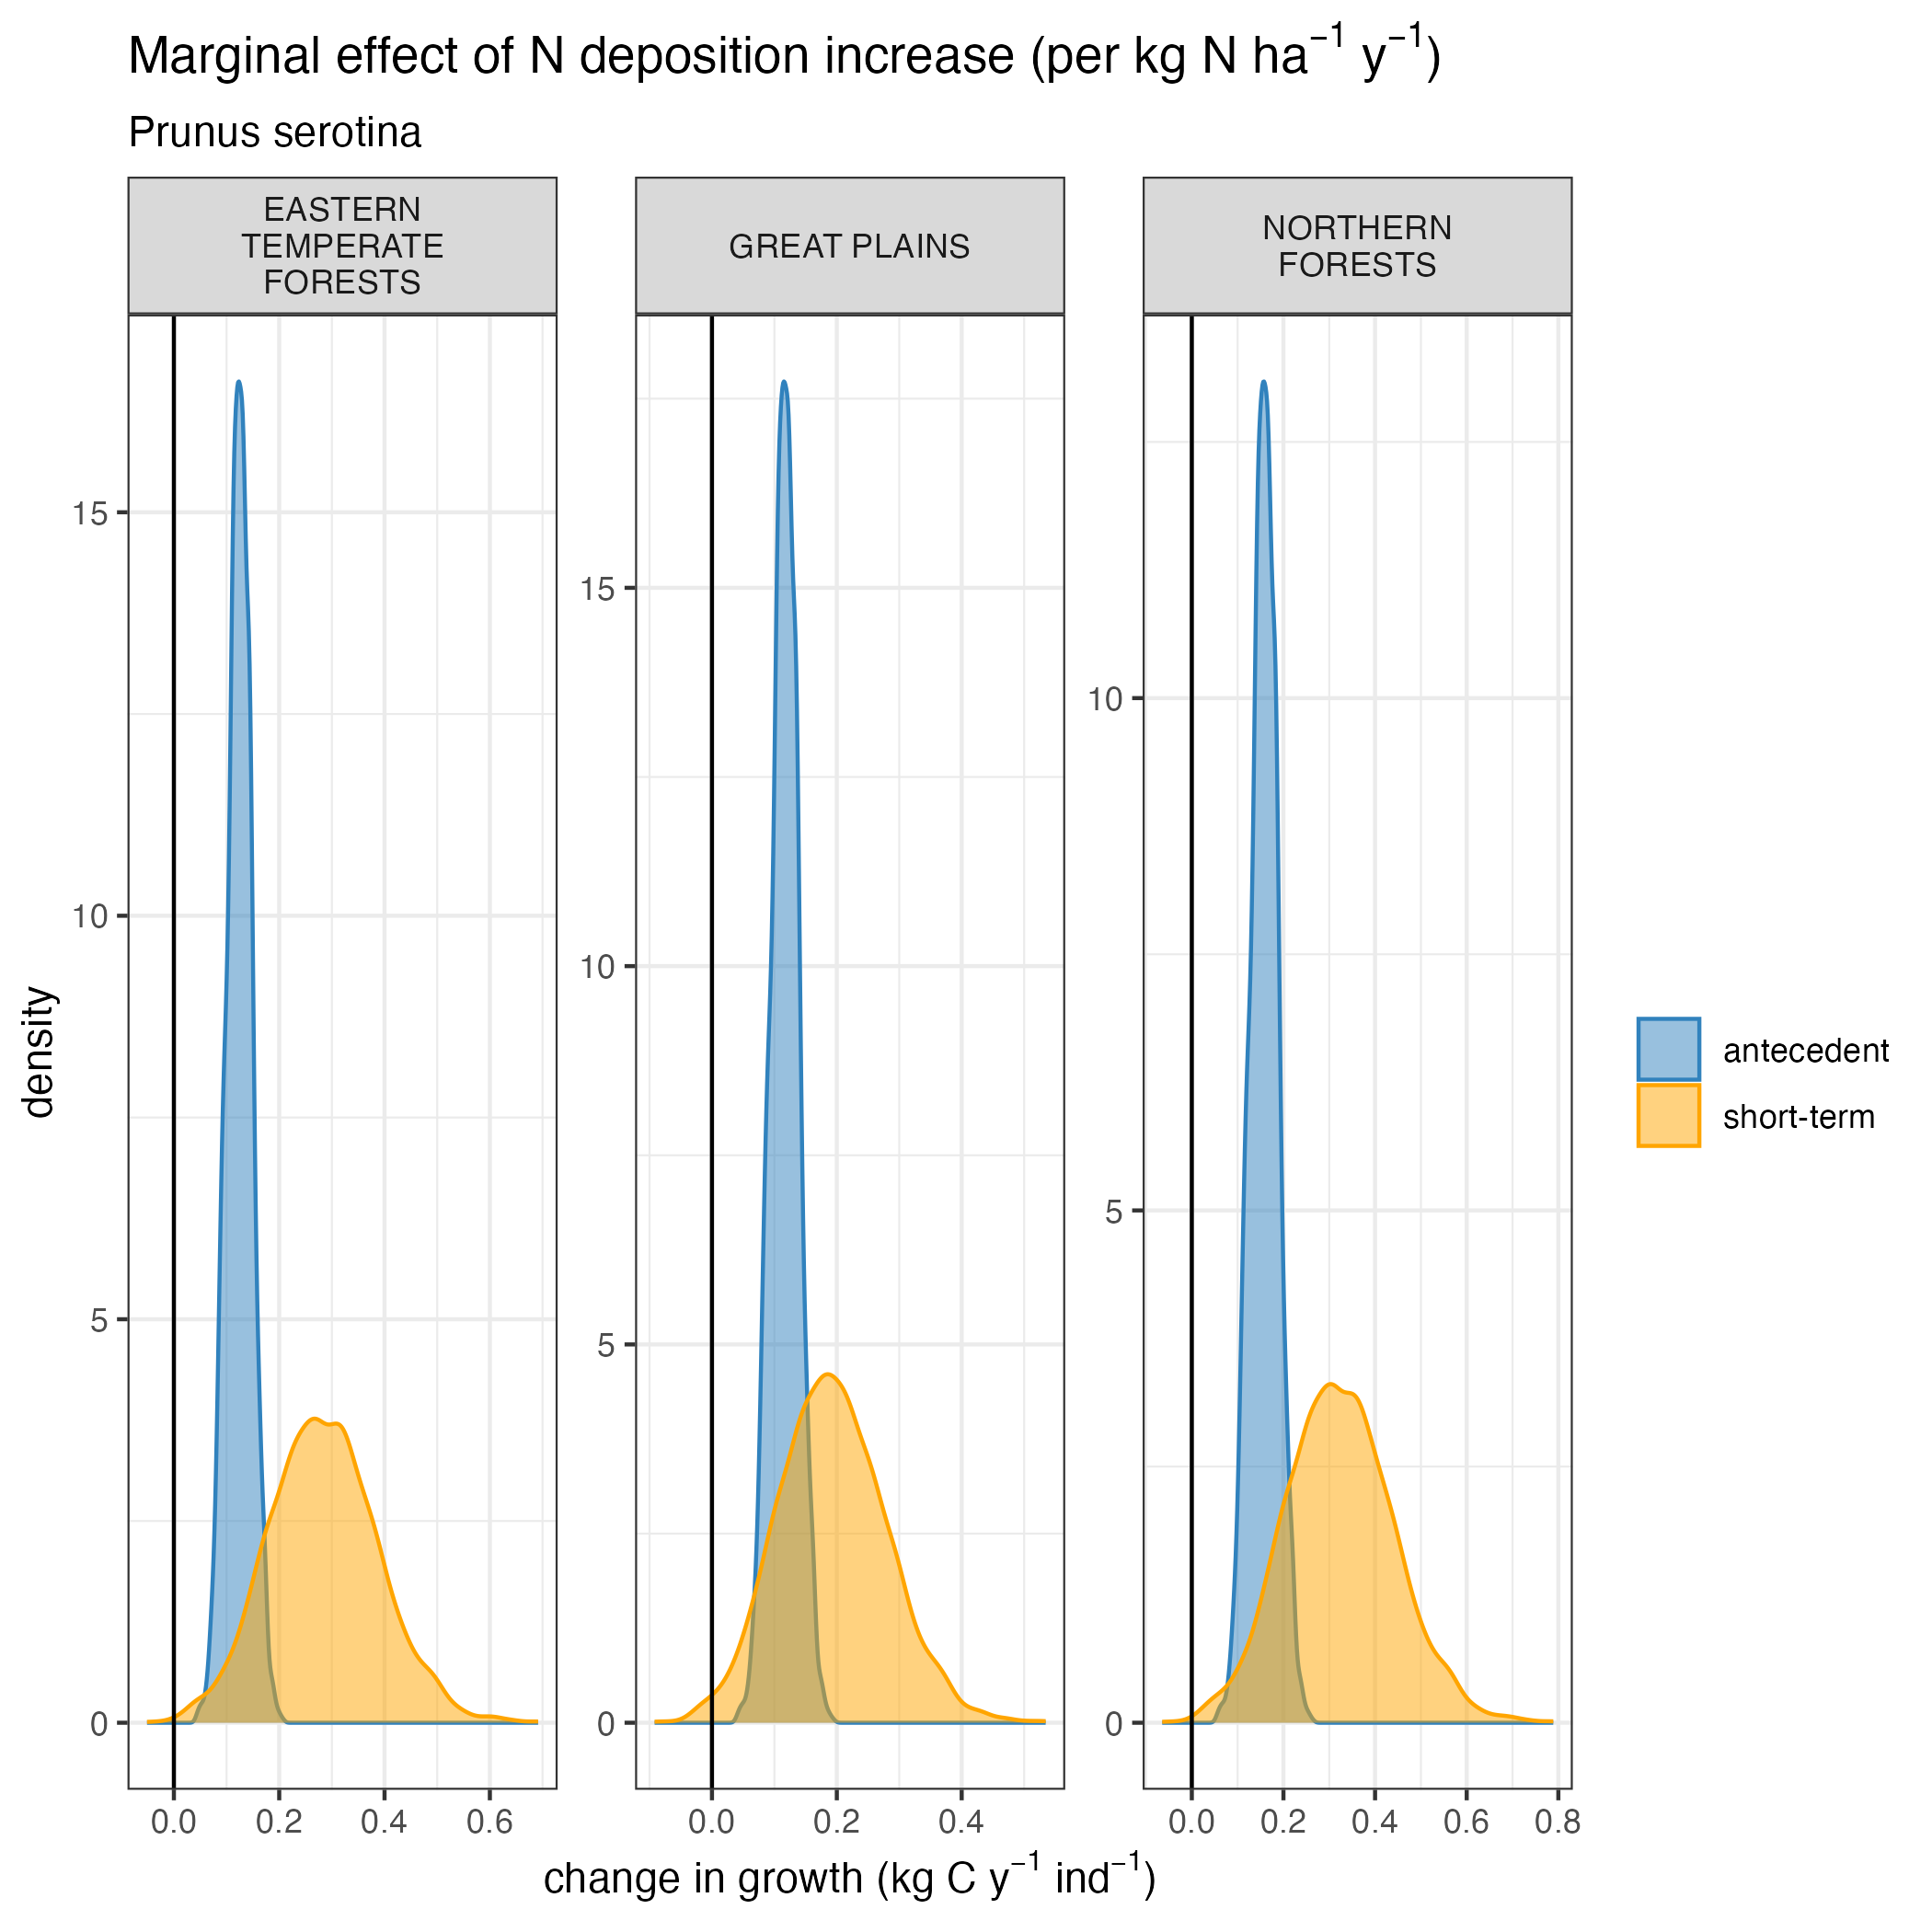 Marginal effect of N deposition increase (per kg N ha⁻¹ y⁻¹)
Prunus serotina
EASTERN
TEMPERATE
FORESTS
GREAT PLAINS
NORTHERN
FORESTS
density
15
10
5
0
15
10
5
0
10
5
0
0.0 0.2 0.4 0.6
0.0 0.2 0.4
0.0 0.2 0.4 0.6 0.8
change in growth (kg C y⁻¹ ind⁻¹)
antecedent
short-term